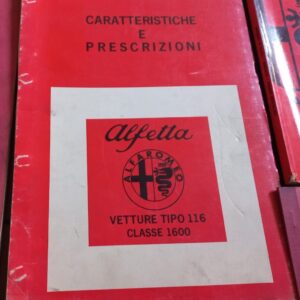 CARATTERISTICHE
E
PRESCRIZIONI
Alfetta
ALFA ROMEO
VETTURE TIPO 116
CLASSE 1600